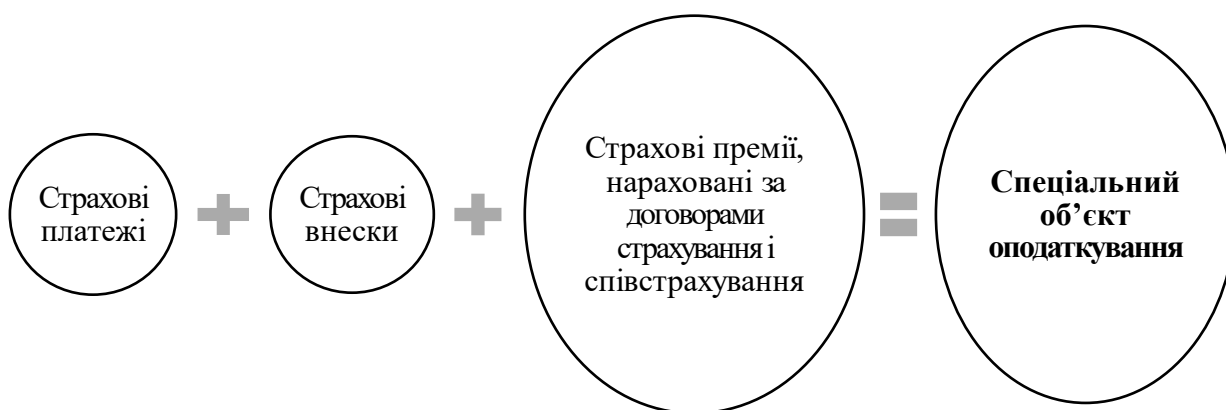 Страхові
платежі
Страхові
внески
Страхові премії,
нараховані за
договорами
страхування і
співстрахування
Спеціальний
об’єкт
оподаткування